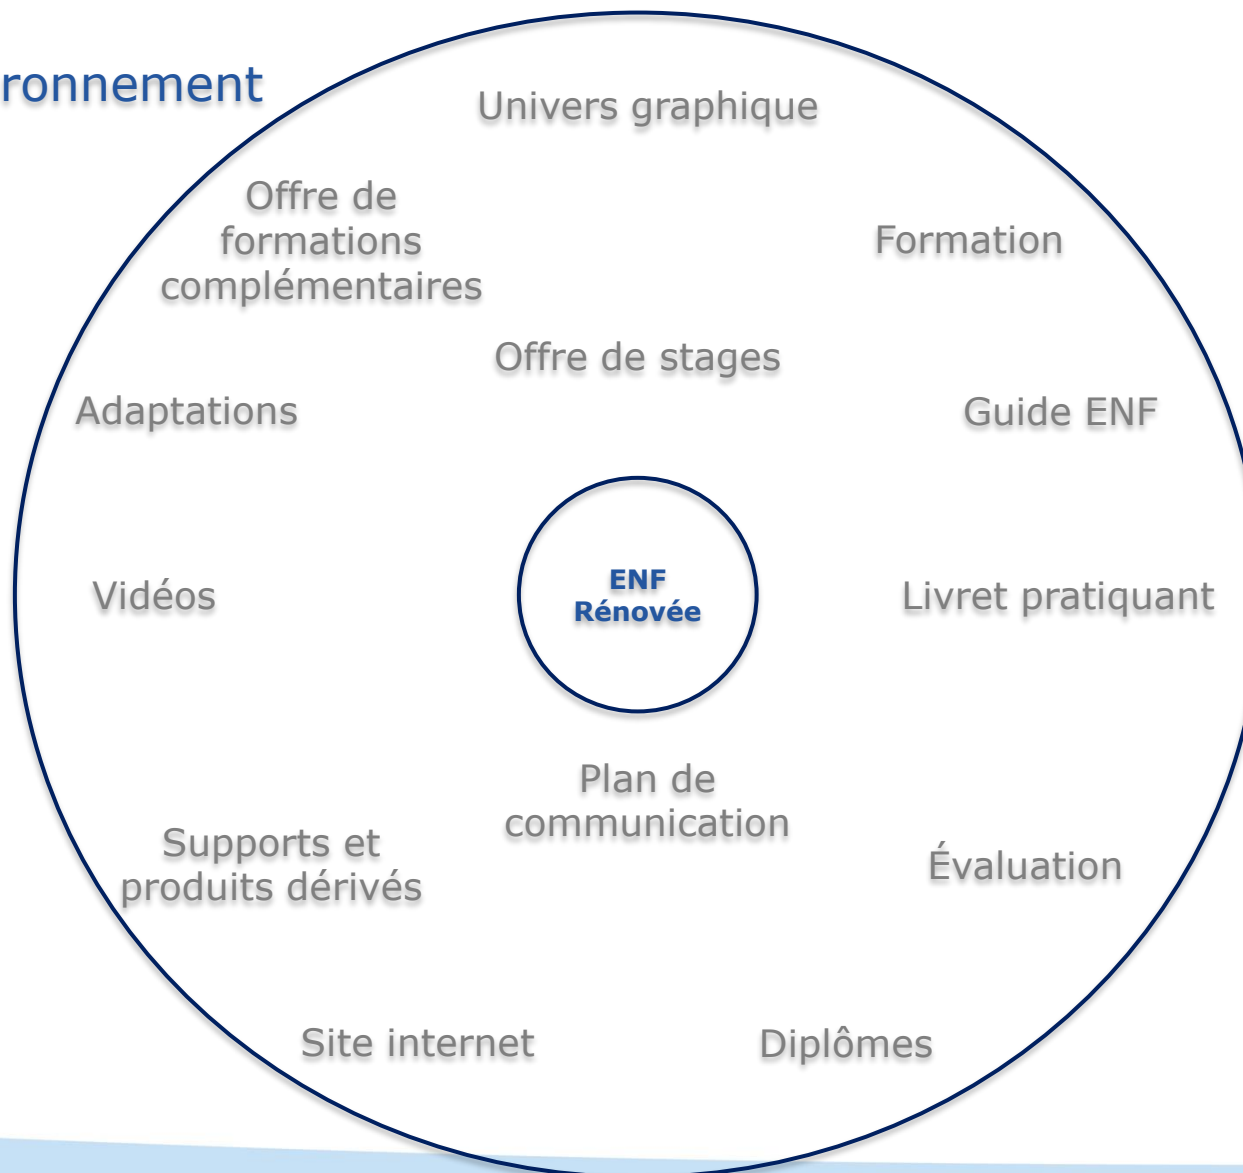 ronnement
Univers graphique
Offre de
formations
complémentaires
Formation
Offre de stages
Adaptations
Guide ENF
ENF
Rénovée
Vidéos
Livret pratiquant
Plan de
communication
Supports et
produits dérivés
Évaluation
Site internet
Diplômes